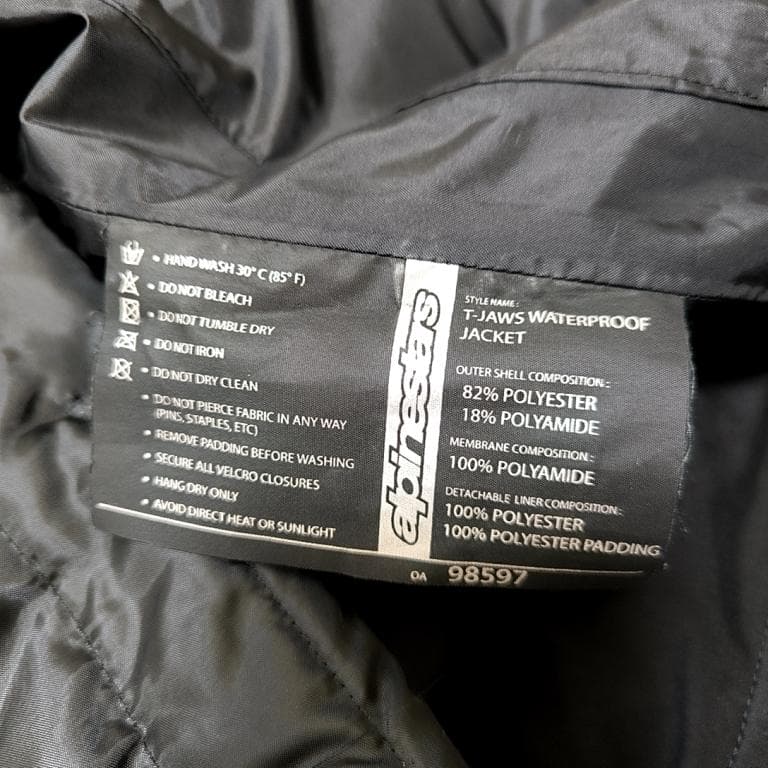 • HAND WASH 30° C (85° F)
• DO NOT BLEACH
• DO NOT TUMBLE DRY
• DO NOT IRON
• DO NOT DRY CLEAN
• DO NOT PIERCE FABRIC IN ANY WAY
(PINS, STAPLES, ETC)
• REMOVE PADDING BEFORE WASHING
• SECURE ALL VELCRO CLOSURES
• HANG DRY ONLY
• AVOID DIRECT HEAT OR SUNLIGHT
alpinestars
STYLE NAME :
T-JAWS WATERPROOF
JACKET
OUTER SHELL COMPOSITION :
82% POLYESTER
18% POLYAMIDE
MEMBRANE COMPOSITION :
100% POLYAMIDE
DETACHABLE LINER COMPOSITION :
100% POLYESTER
100% POLYESTER PADDING
OA 98597